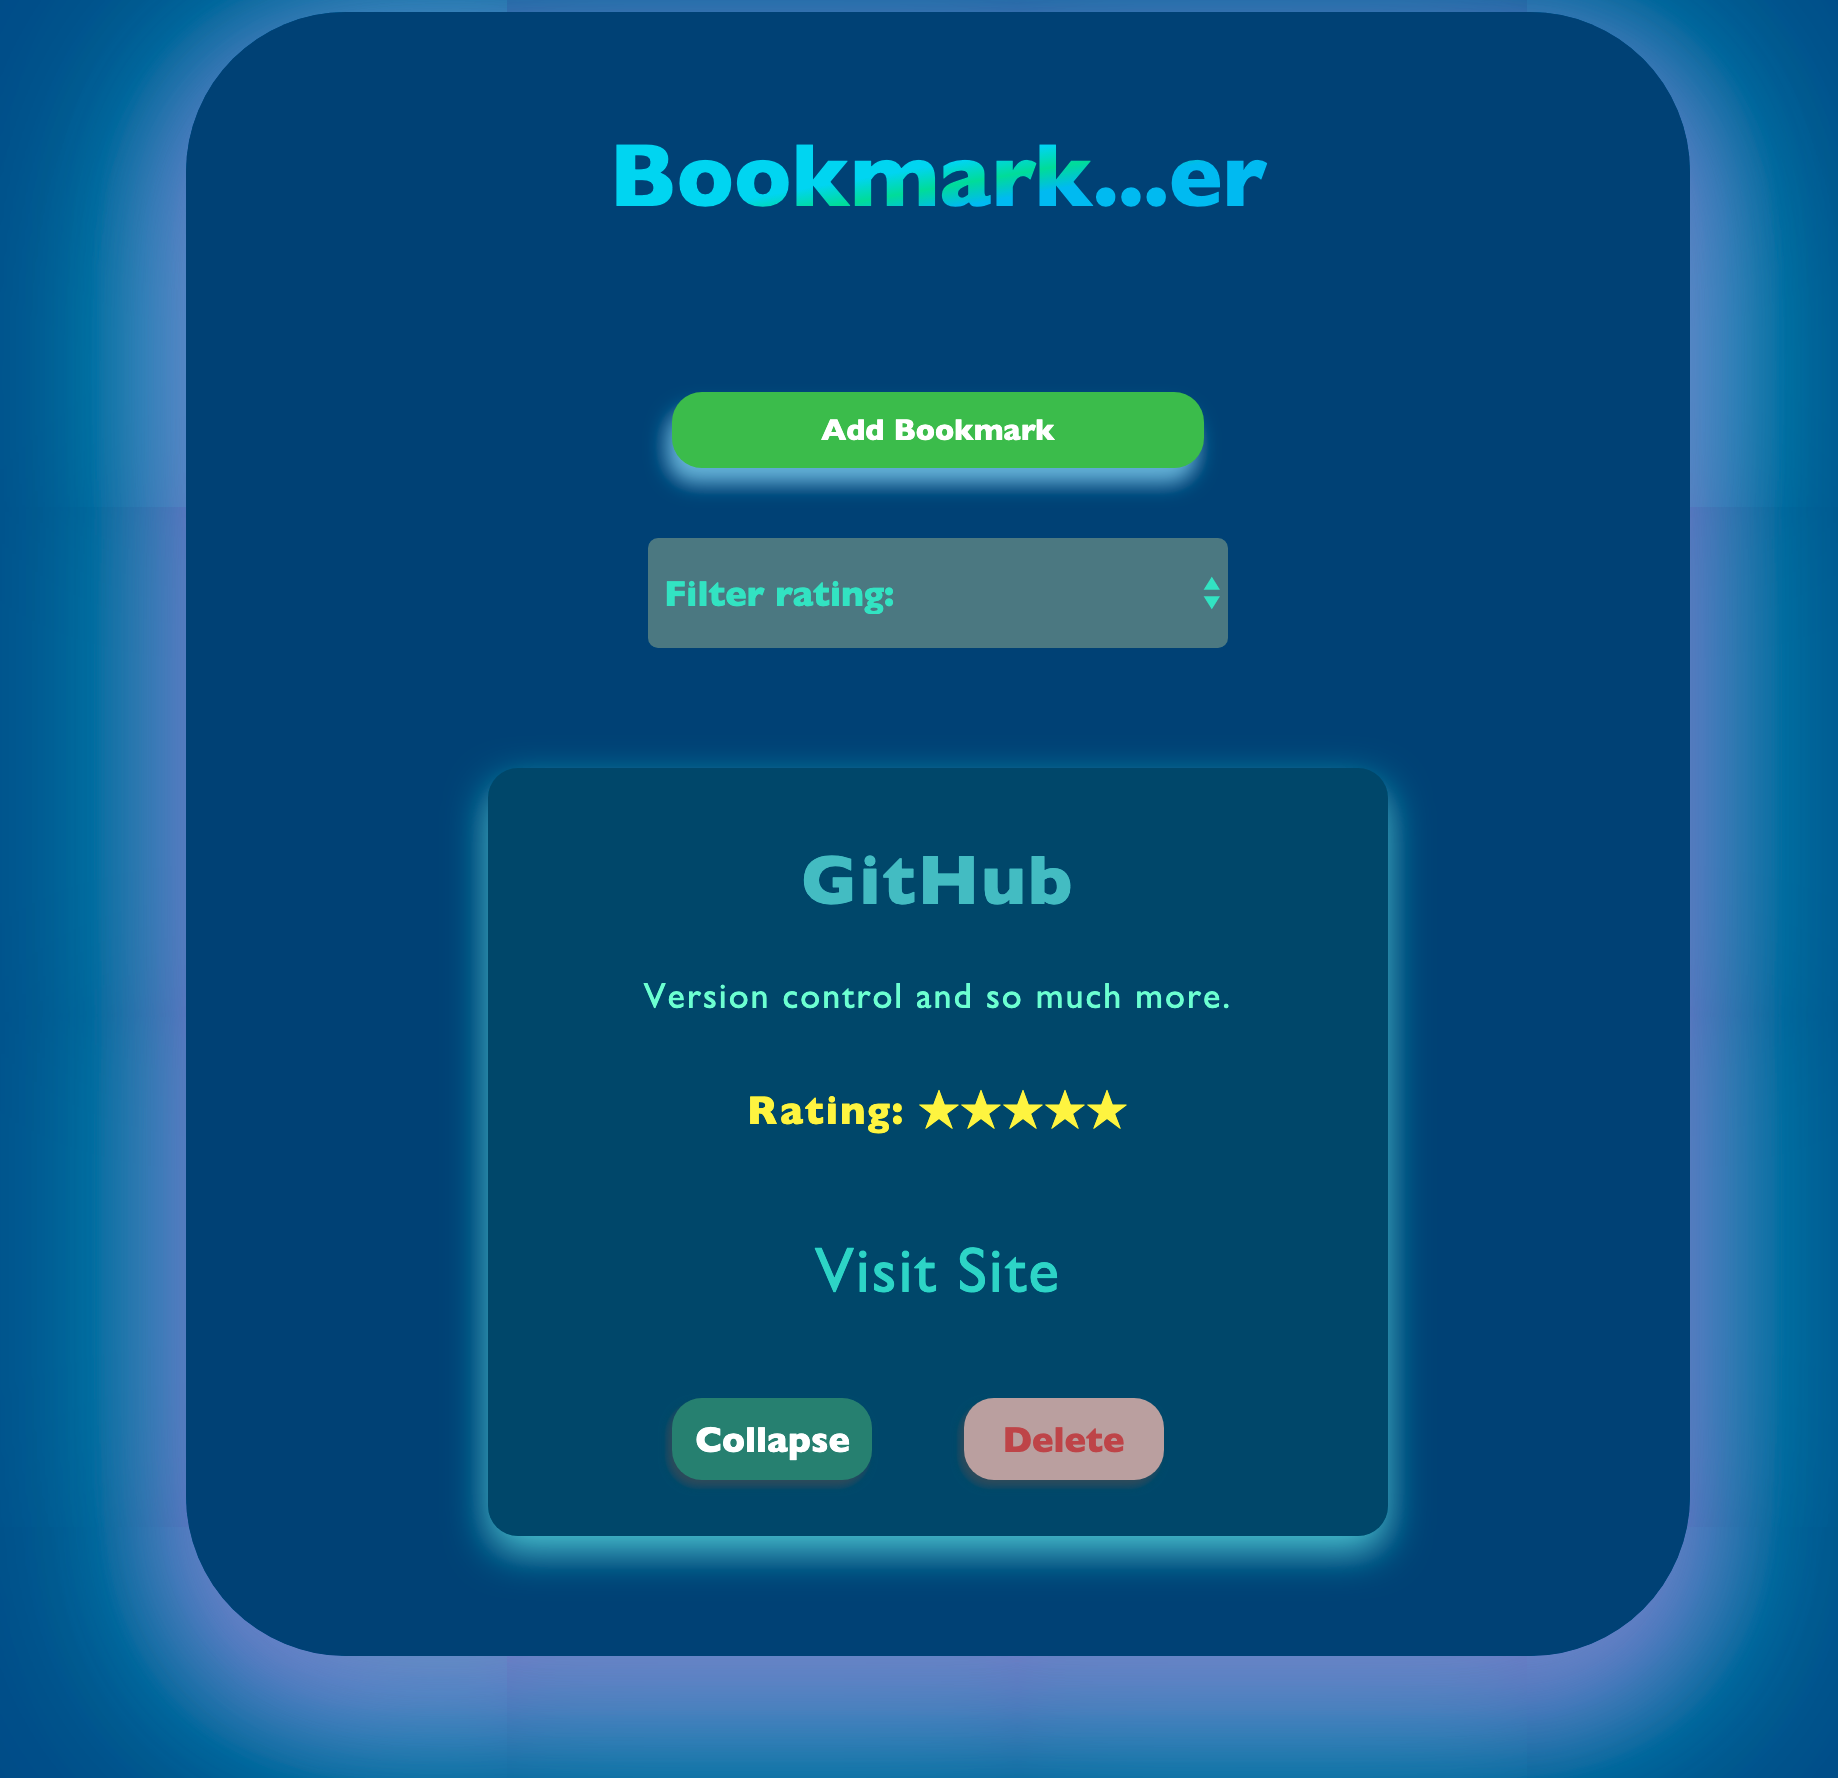 Bookmark...er
Add Bookmark
Filter rating:
GitHub
Version control and so much more.
Rating: ★★★★★
Visit Site
Collapse
Delete